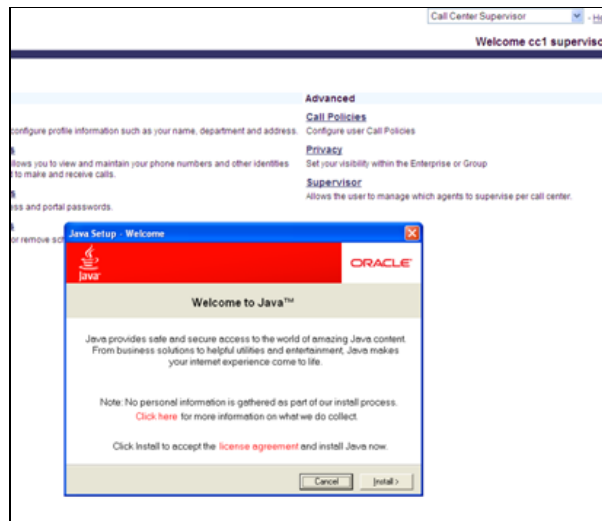 Call Center Supervisor
Welcome cc1 superviso
Advanced
Call Policies
configure profile information such as your name, department and address.
Configure user Call Policies
Privacy
llows you to view and maintain your phone numbers and other identities
Set your visibility within the Enterprise or Group
t to make and receive calls.
Supervisor
Allows the user to manage which agents to supervise per call center.
ess and portal passwords.
or remove sc
Java Setup - Welcome
Java
ORACLE
Welcome to Java™
Java provides safe and secure access to the world of amazing Java content.
From business solutions to helpful utilities and entertainment, Java makes
your internet experience come to life.
Note: No personal information is gathered as part of our install process.
Click here for more information on what we do collect.
Click Install to accept the license agreement and install Java now.
Cancel
Install >